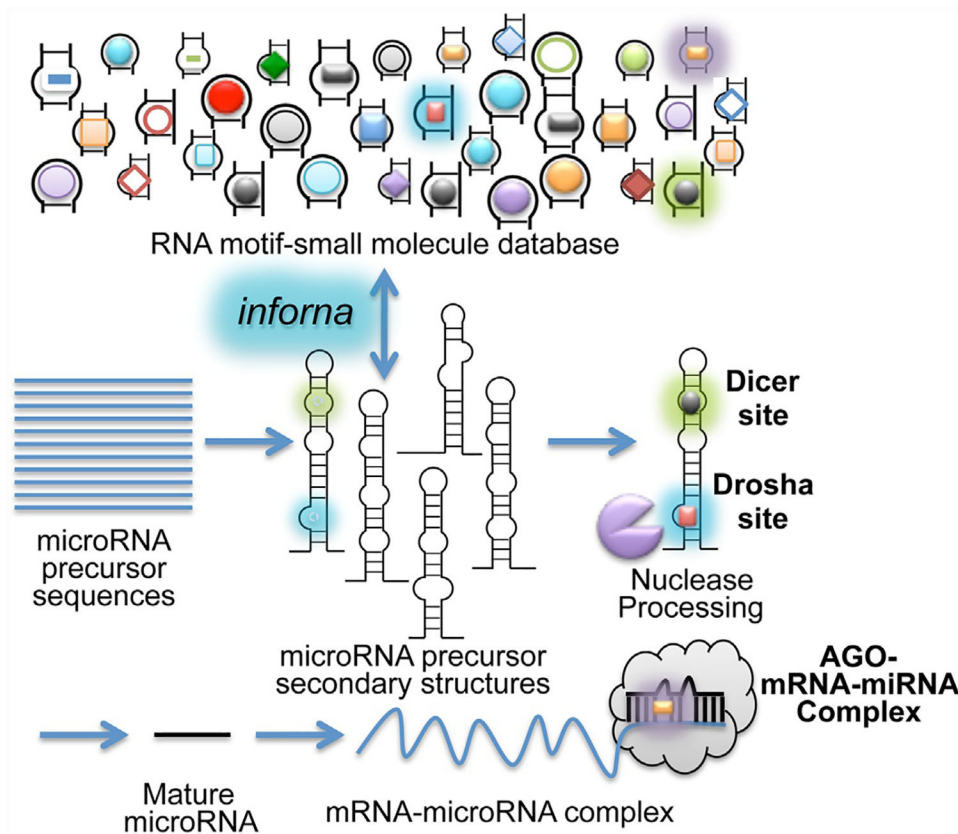 RNA motif-small molecule database
informa
microRNA
precursor
sequences
Dicer
site
Drosha
site
Nuclease
Processing
microRNA precursor
secondary structures
AGO-
mRNA-miRNA
Complex
Mature
microRNA
mRNA-microRNA complex